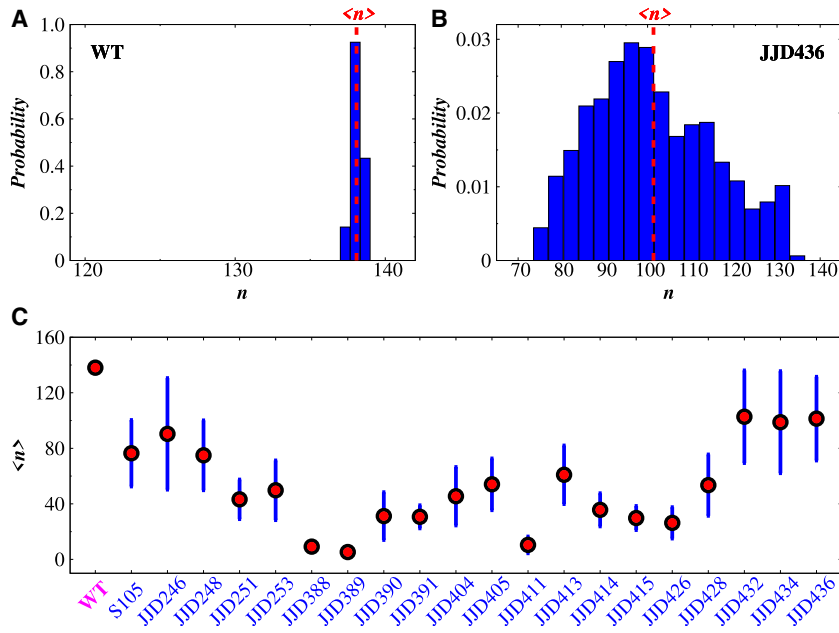 A
<n>
WT
1.0
0.8
0.6
0.4
0.2
0
Probability
120
130
140
n
B
<n>
JJD436
0.03
0.02
0.01
0
Probability
70
80
90
100
110
120
130
140
n
C
160
120
80
40
0
<n>
WT
S105
JJD246
JJD248
JJD251
JJD253
JJD388
JJD389
JJD390
JJD391
JJD404
JJD405
JJD411
JJD413
JJD414
JJD415
JJD426
JJD428
JJD432
JJD434
JJD436